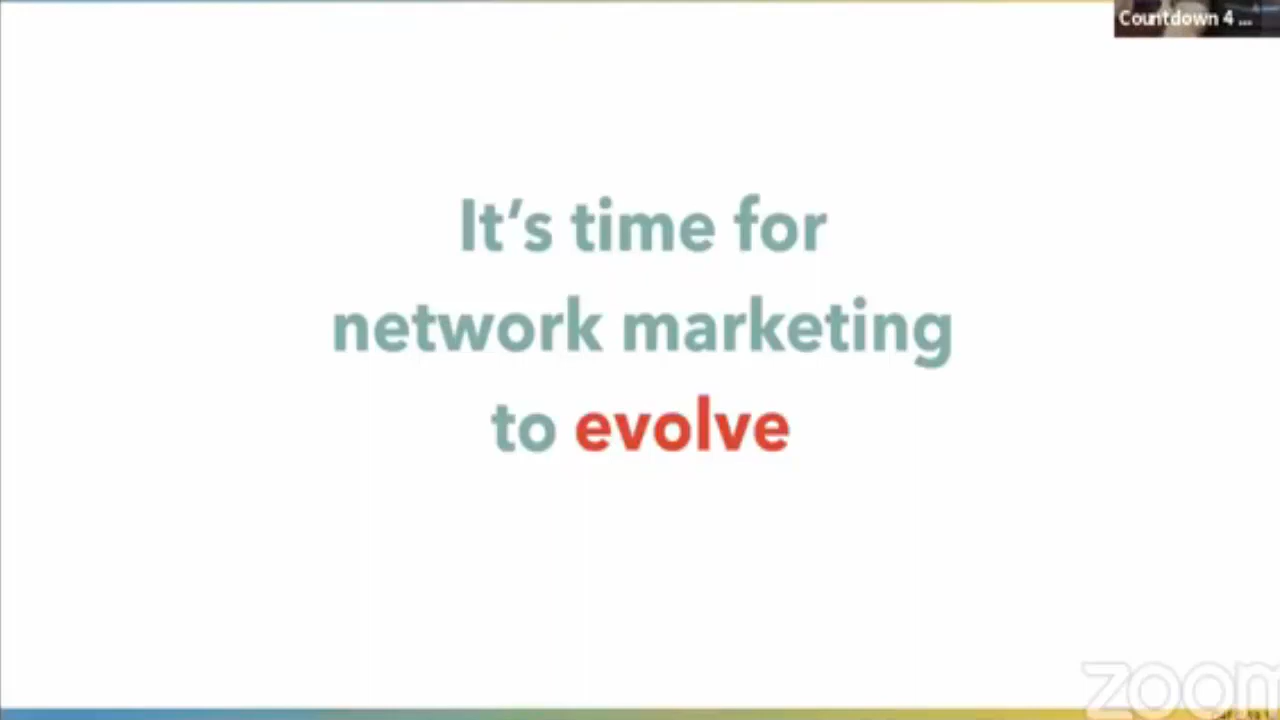 Countdown 4 ...
It's time for
network marketing
to evolve
zoom